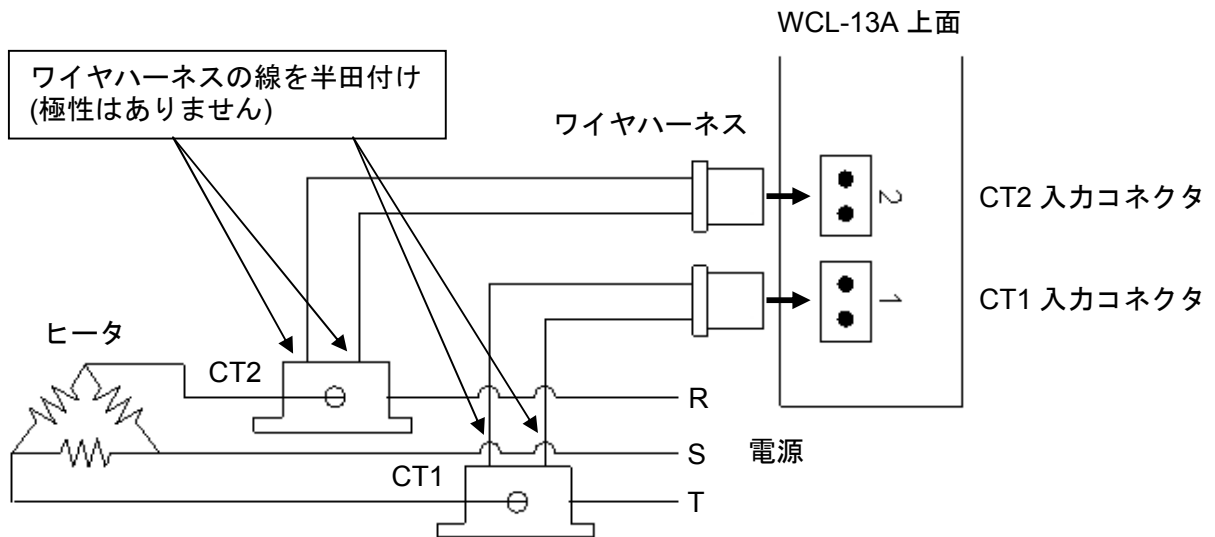 WCL-13A 上面
ワイヤハーネスの線を半田付け
(極性はありません)
ワイヤハーネス
2
CT2 入力コネクタ
1
CT1 入力コネクタ
ヒータ
CT2
R
S
電源
CT1
T